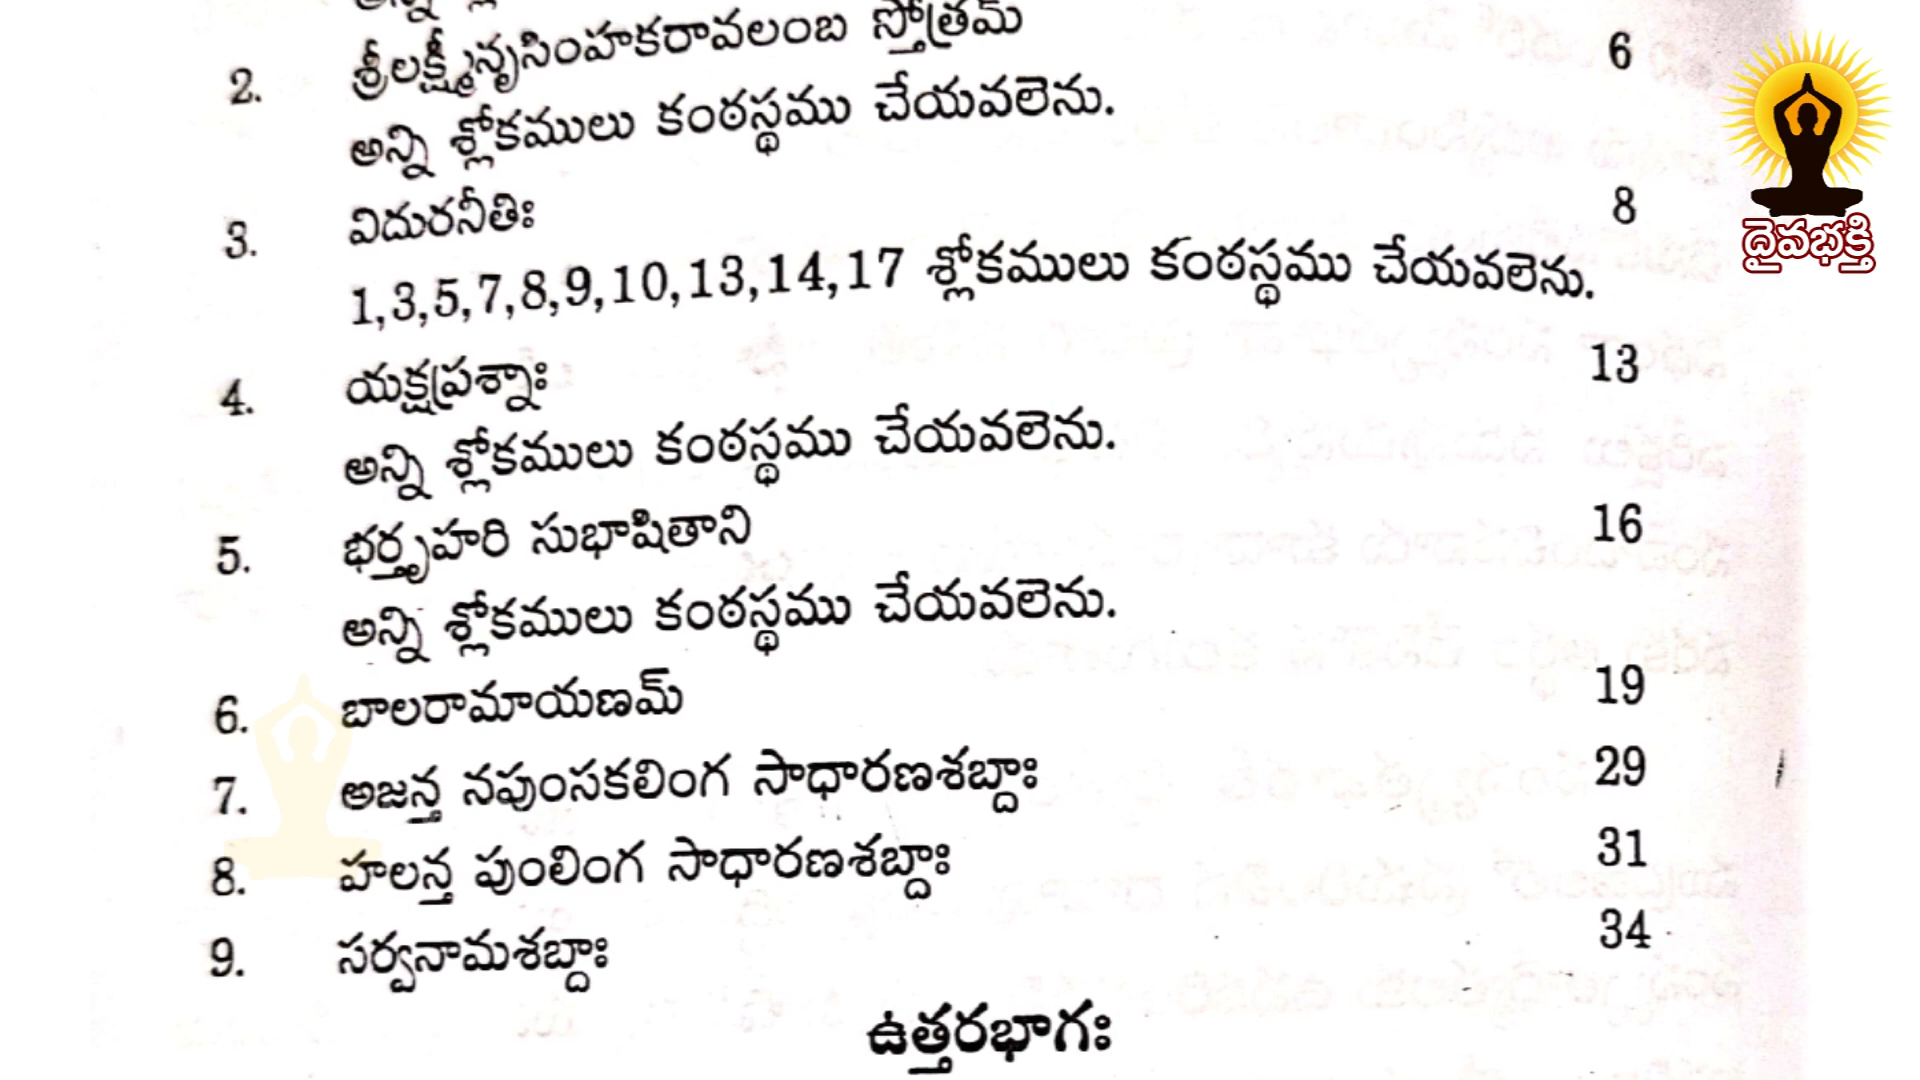 2. శ్రీలక్ష్మీనృసింహకరావలంబ స్తోత్రమ్ 6
అన్ని శ్లోకములు కంఠస్థము చేయవలెను.
3. విదురనీతిః 8
1,3,5,7,8,9,10,13,14,17 శ్లోకములు కంఠస్థము చేయవలెను.
4. యక్షప్రశ్నాః 13
అన్ని శ్లోకములు కంఠస్థము చేయవలెను.
5. భర్తృహరి సుభాషితాని 16
అన్ని శ్లోకములు కంఠస్థము చేయవలెను.
6. బాలరామాయణమ్ 19
7. అజన్త నపుంసకలింగ సాధారణశబ్దాః 29
8. హలన్త పుంలింగ సాధారణశబ్దాః 31
9. సర్వనామశబ్దాః 34
ఉత్తరభాగః
దైవభక్తి